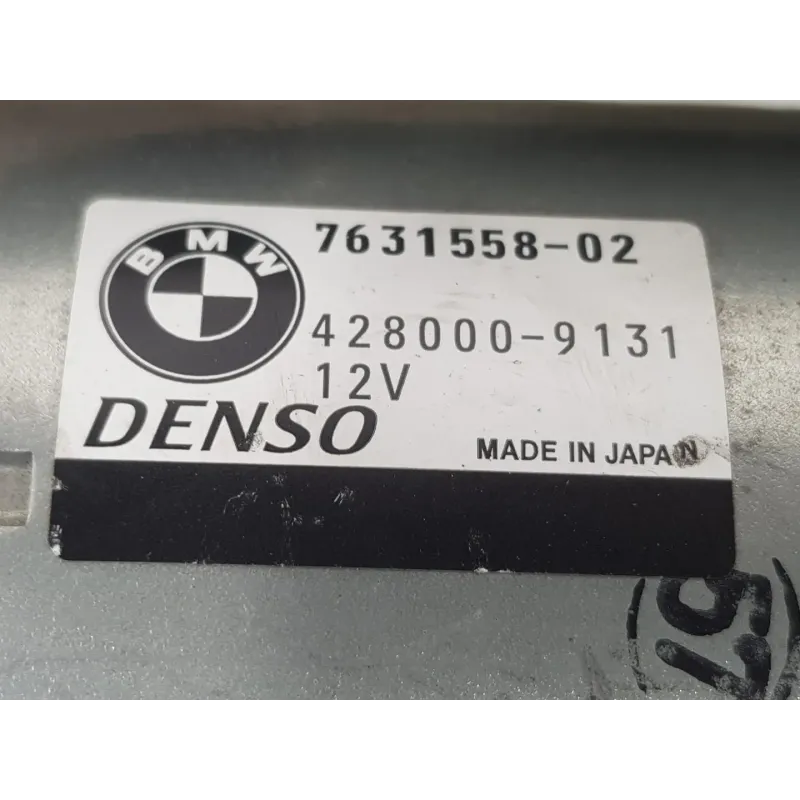 BMW
7631558-02
428000-9131
12V
DENSO
MADE IN JAPAN